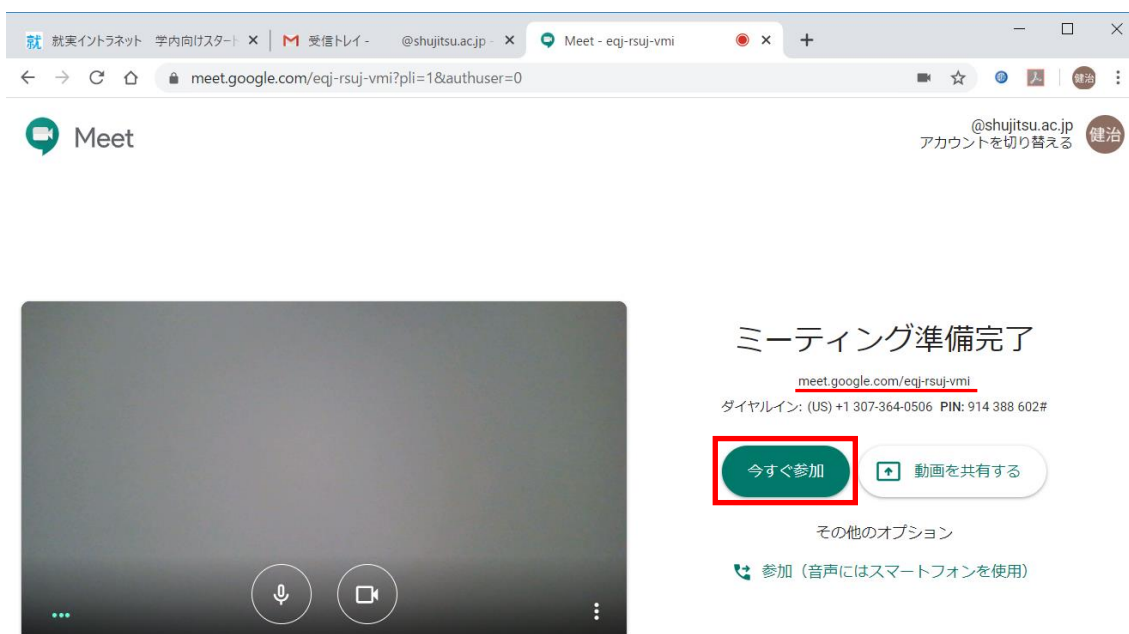 就実イントラネット 学内向けスタート
受信トレイ - @shujitsu.ac.jp -
Meet - eqj-rsuj-vmi
meet.google.com/eqj-rsuj-vmi?pli=1&authuser=0
健治
Meet
@shujitsu.ac.jp
アカウントを切り替える
健治
ミーティング準備完了
meet.google.com/eqj-rsuj-vmi
ダイヤルイン: (US) +1 307-364-0506 PIN: 914 388 602#
今すぐ参加
動画を共有する
その他のオプション
参加（音声にはスマートフォンを使用）